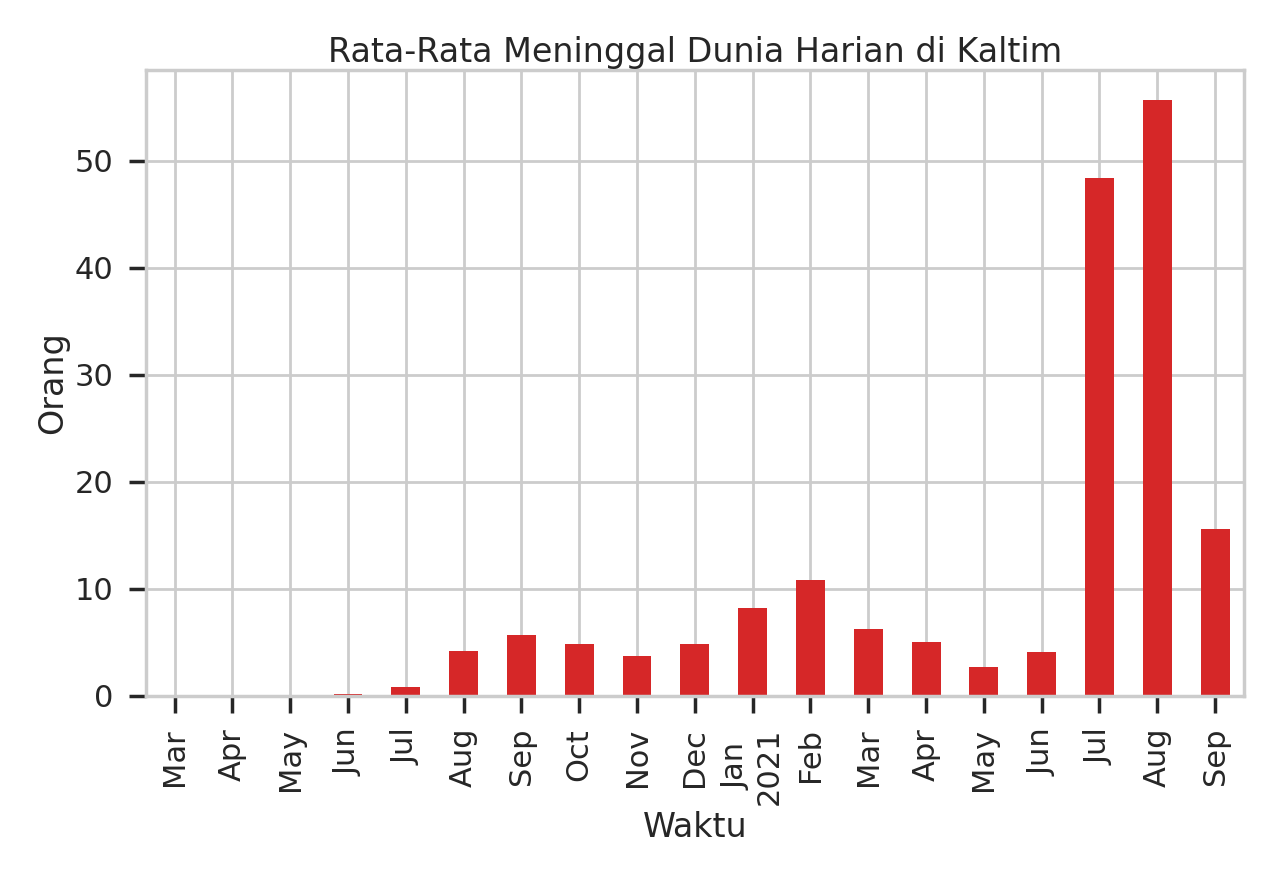 Rata-Rata Meninggal Dunia Harian di Kaltim
50
40
30
20
10
0
Orang
Mar
Apr
May
Jun
Jul
Aug
Sep
Oct
Nov
Dec
Jan
2021
Feb
Mar
Apr
May
Jun
Jul
Aug
Sep
Waktu